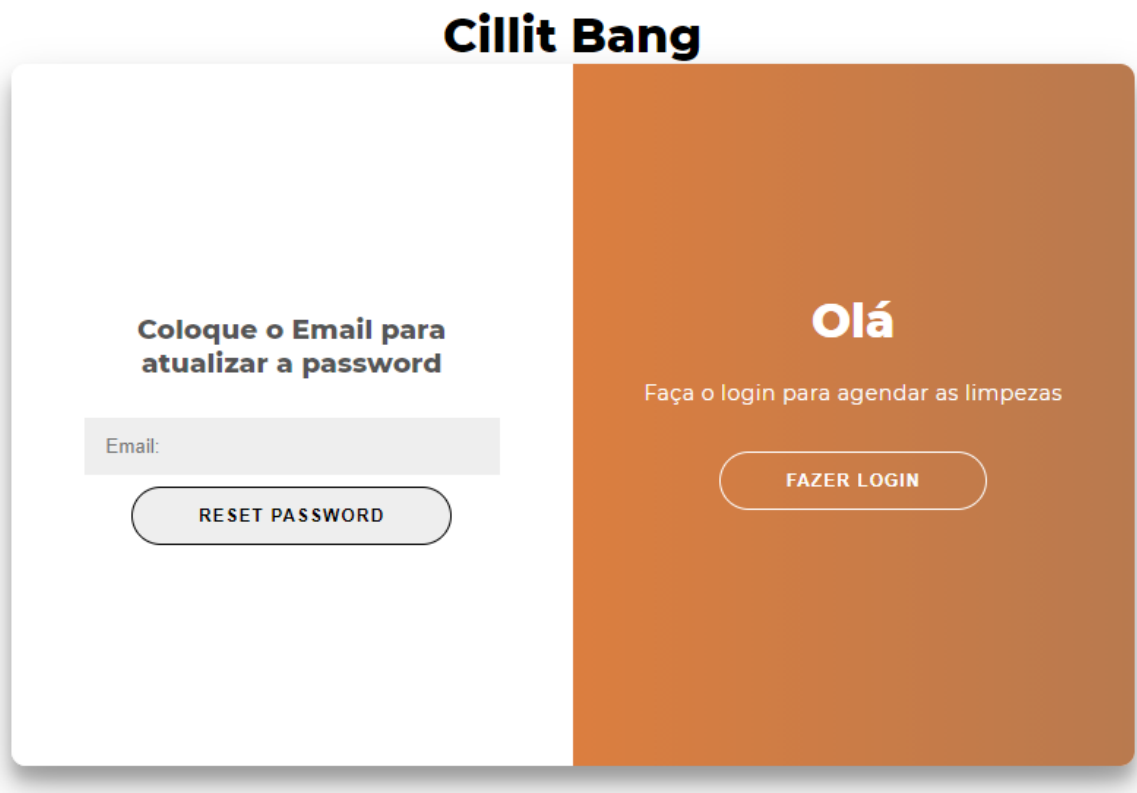 Cillit Bang
Coloque o Email para
atualizar a password
Email:
RESET PASSWORD
Olá
Faça o login para agendar as limpezas
FAZER LOGIN